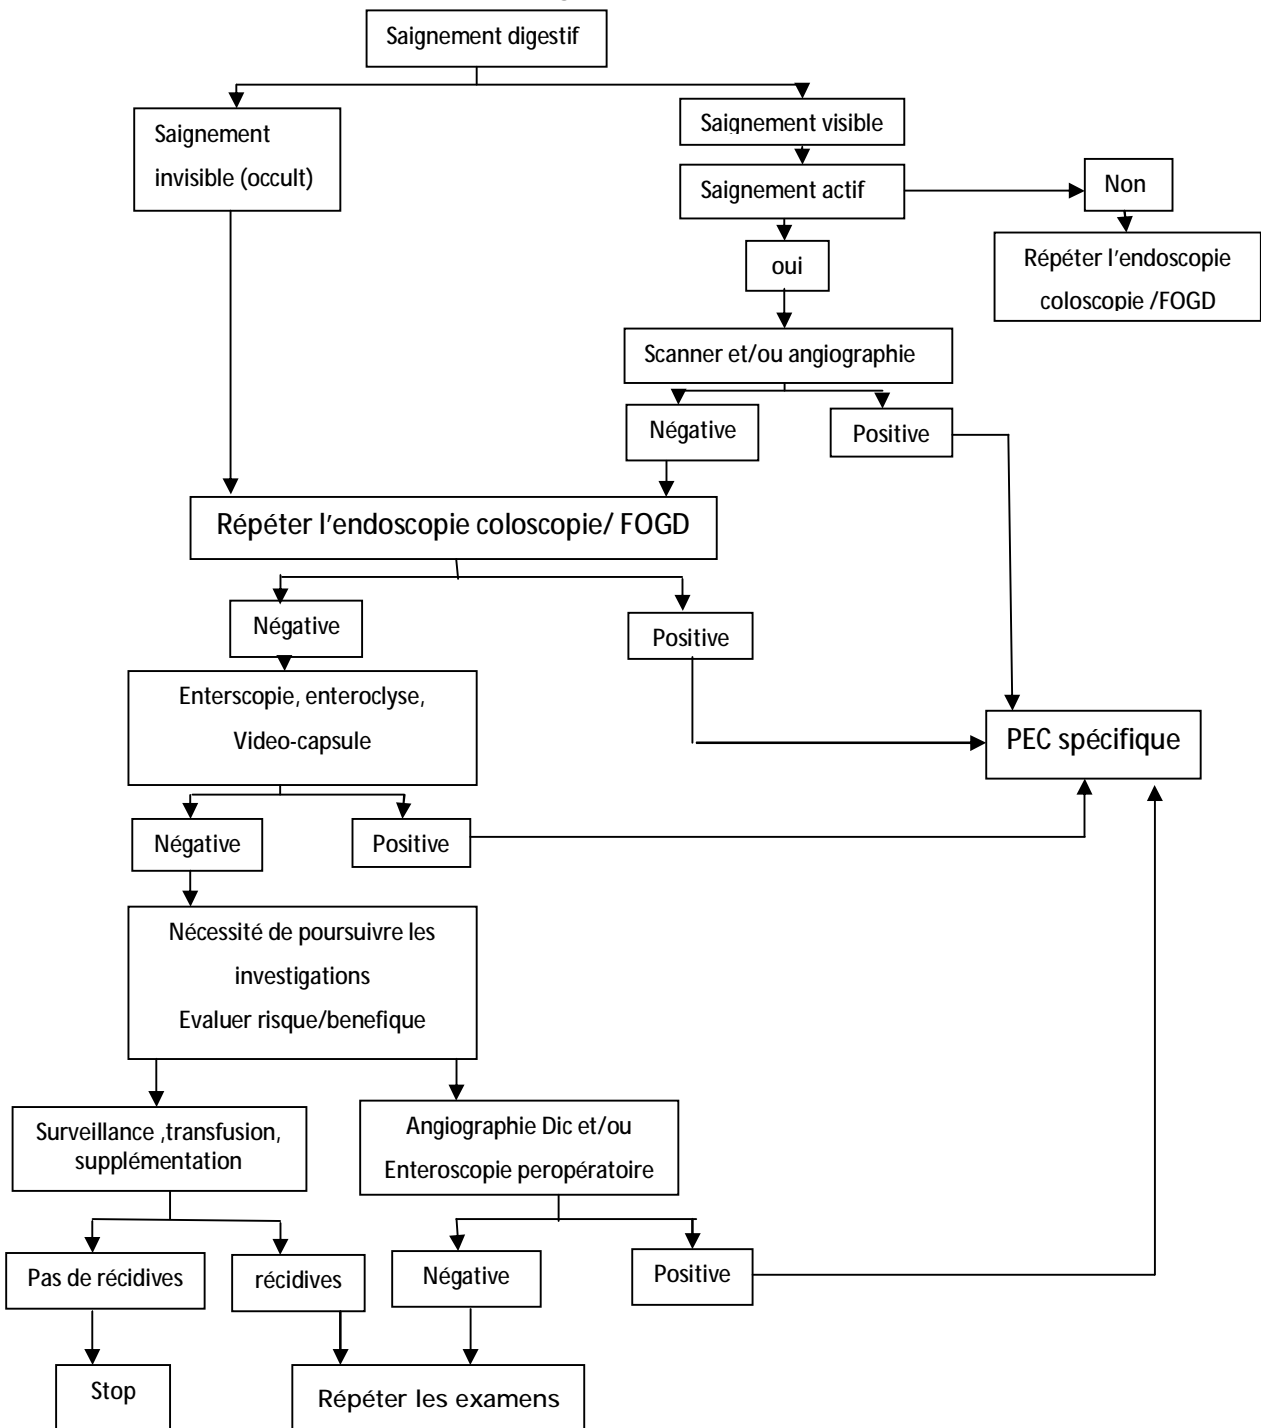 Saignement digestif
Saignement
invisible (occult)
Saignement visible
Saignement actif
Non
oui
Répéter l'endoscopie
coloscopie /FOGD
Scanner et/ou angiographie
Négative
Positive
Répéter l'endoscopie coloscopie/ FOGD
Négative
Positive
Enterscopie, enteroclyse,
Video-capsule
PEC spécifique
Négative
Positive
Nécessité de poursuivre les
investigations
Evaluer risque/benefique
Surveillance ,transfusion,
supplémentation
Angiographie Dic et/ou
Enteroscopie peropératoire
Pas de récidives
récidives
Négative
Positive
Stop
Répéter les examens